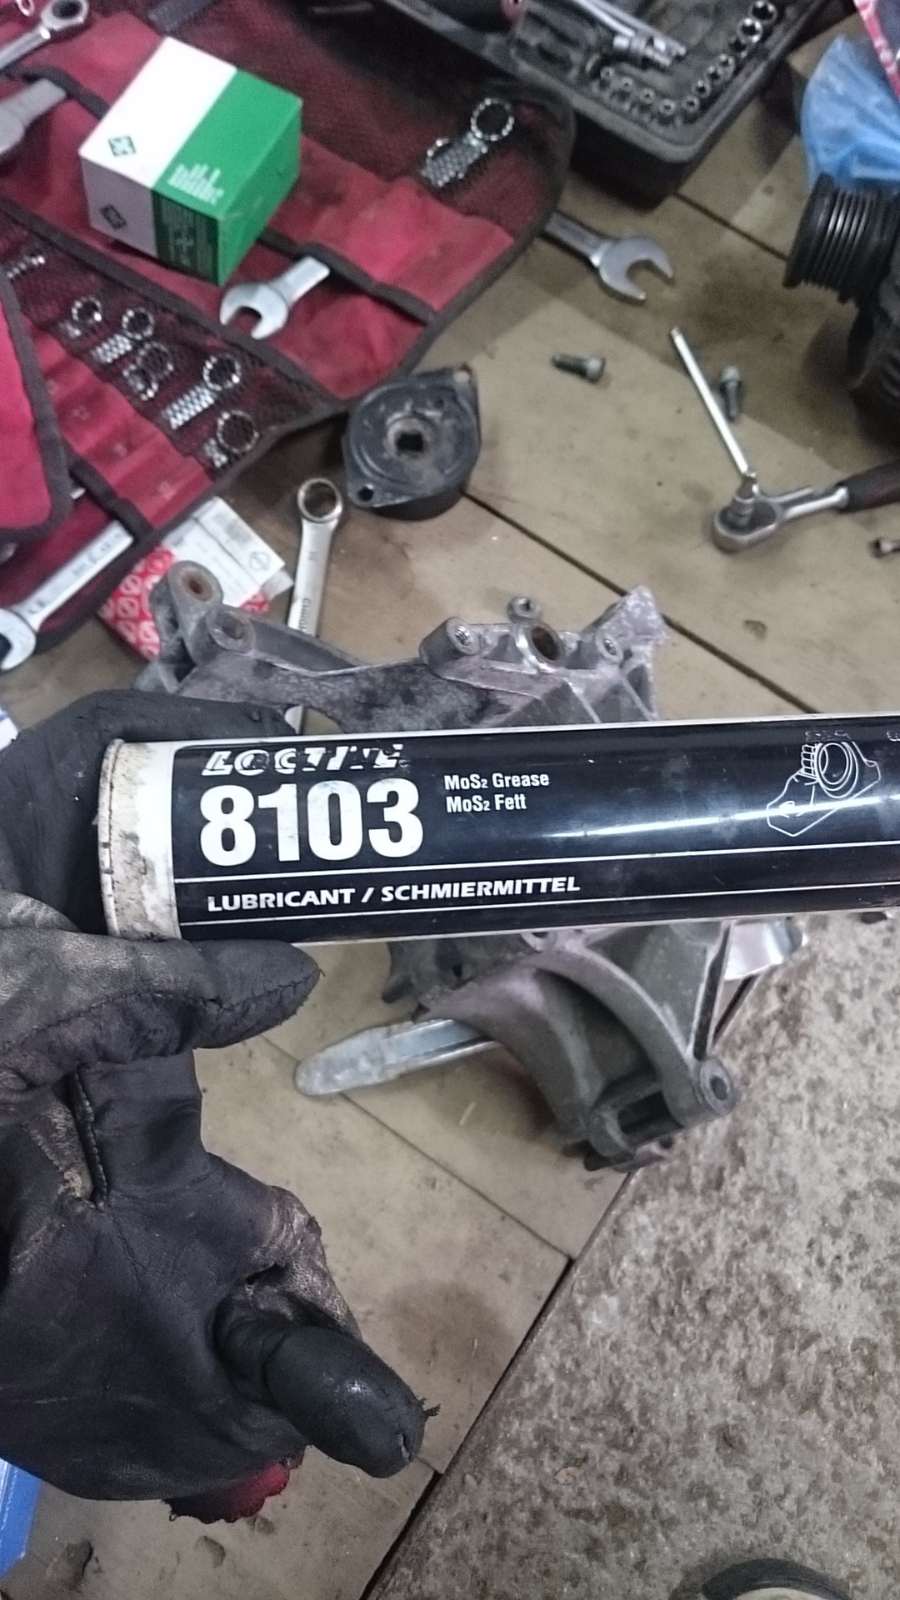 LOCTITE
8103
MoS₂ Grease
MoS₂ Fett
LUBRICANT / SCHMIERMITTEL